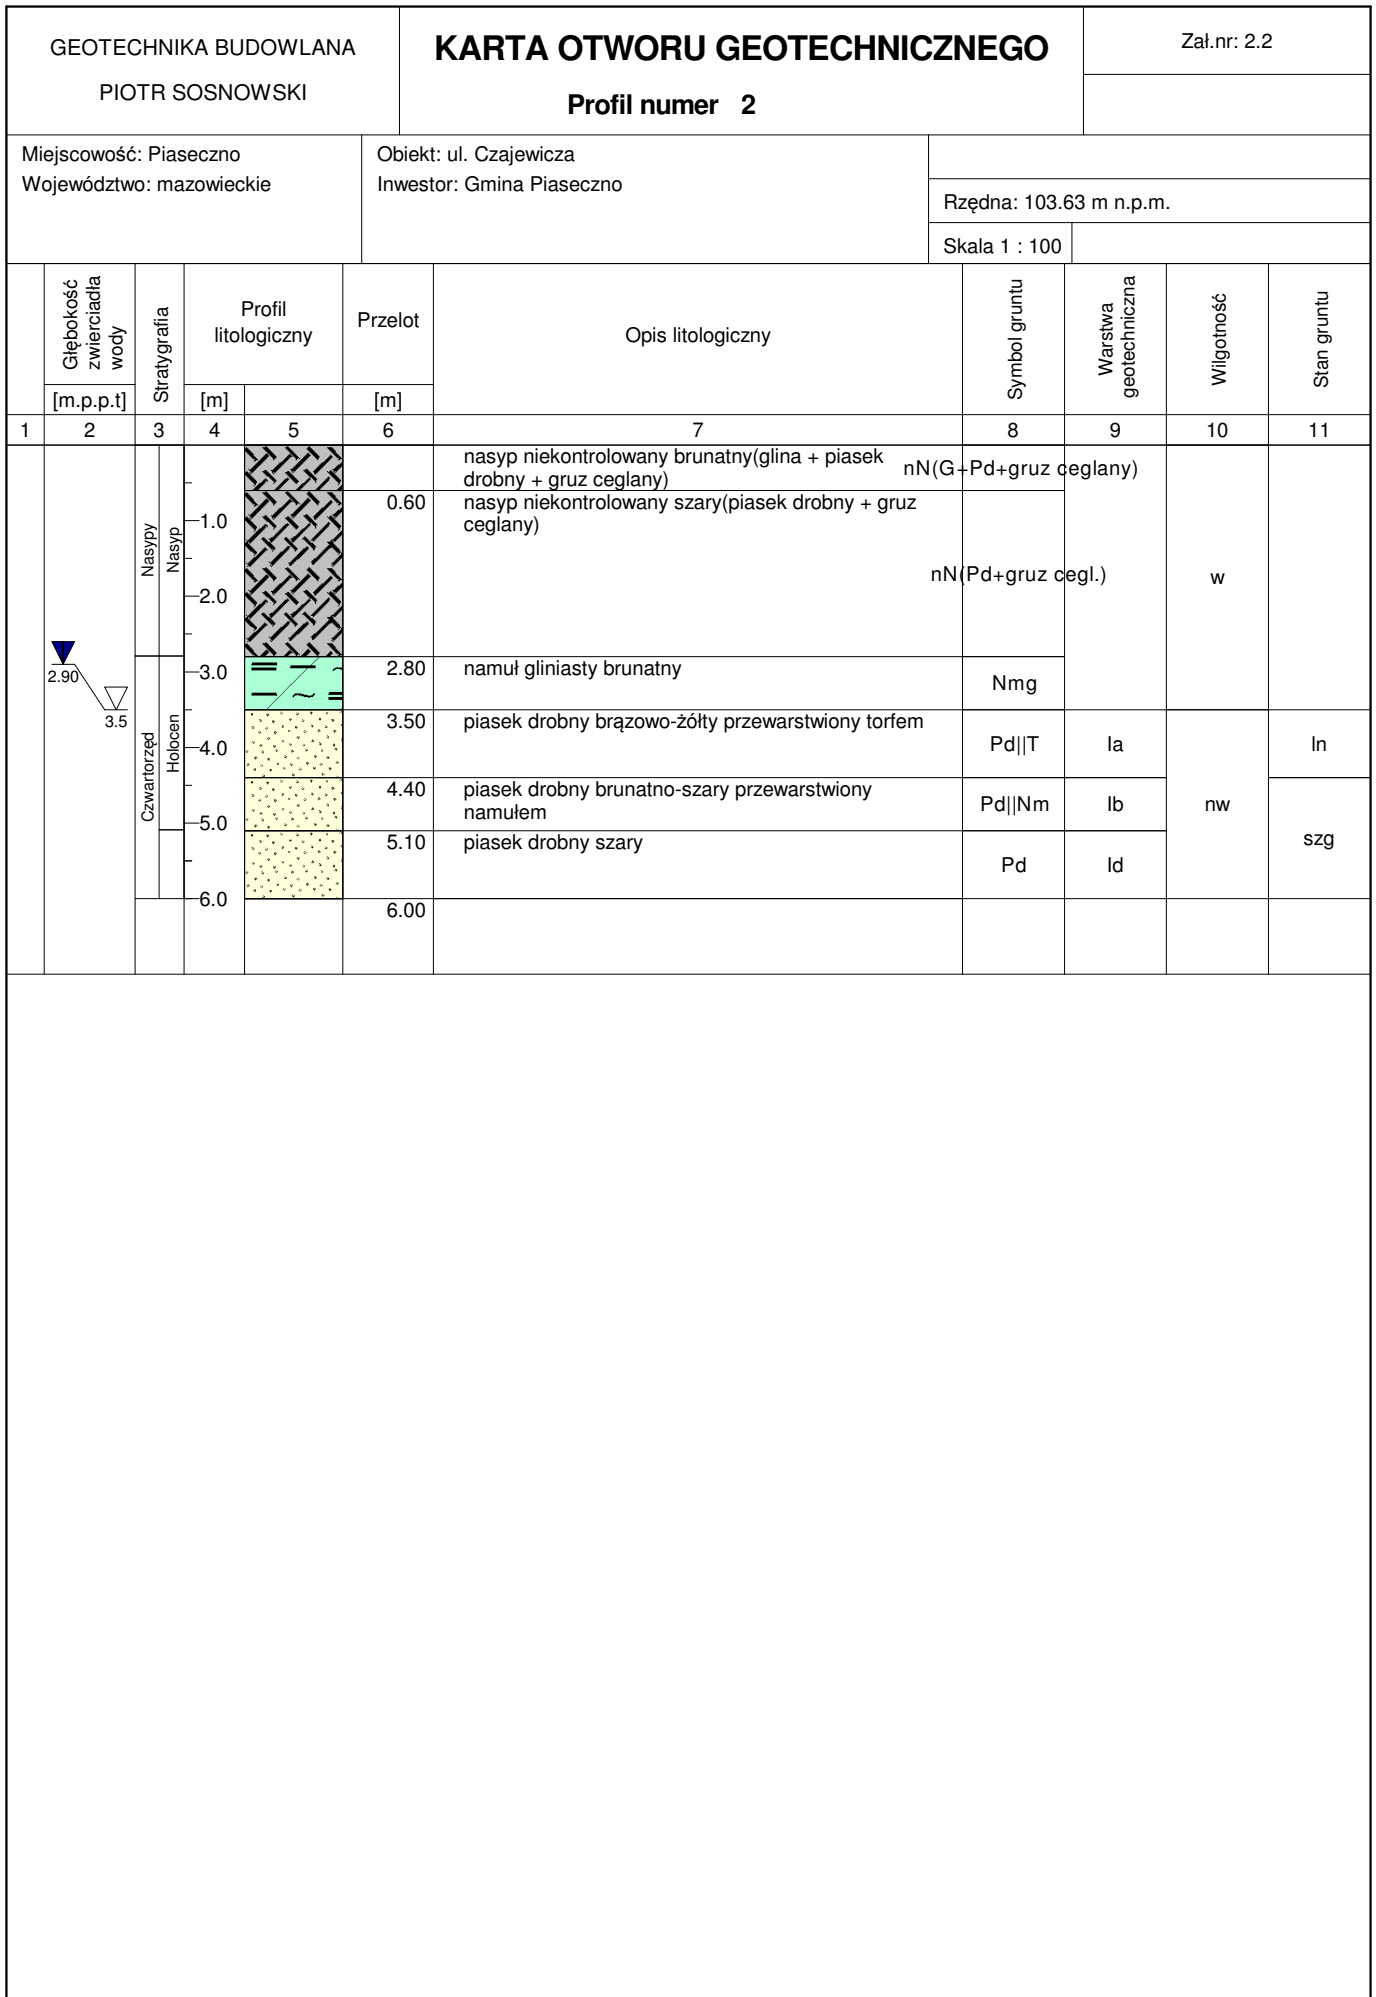 GEOTECHNIKA BUDOWLANA
PIOTR SOSNOWSKI
KARTA OTWORU GEOTECHNICZNEGO
Profil numer 2
Zał.nr: 2.2
Miejscowość: Piaseczno
Województwo: mazowieckie
Obiekt: ul. Czajewicza
Inwestor: Gmina Piaseczno
Rzędna: 103.63 m n.p.m.
Skala 1 : 100
Głębokość
zwierciadła
wody
[m.p.p.t]
Stratygrafia
Profil
litologiczny
[m]
Przelot
[m]
Opis litologiczny
Symbol gruntu
Warstwa
geotechniczna
Wilgotność
Stan gruntu
1 2 3 4 5 6 7 8 9 10 11
nasyp niekontrolowany brunatny(glina + piasek
drobny + gruz ceglany)
nN(G+Pd+gruz ceglany)
0.60 nasyp niekontrolowany szary(piasek drobny + gruz
ceglany)
nN(Pd+gruz cegl.)
w
Nasypy
Nasyp
1.0
2.0
3.0
4.0
5.0
6.0
2.90
3.5
Czwartorzęd
Holocen
2.80 namuł gliniasty brunatny
Nmg
3.50 piasek drobny brązowo-żółty przewarstwiony torfem
Pd||T Ia ln
4.40 piasek drobny brunatno-szary przewarstwiony
namułem
Pd||Nm Ib nw
5.10 piasek drobny szary
Pd Id szg
6.00